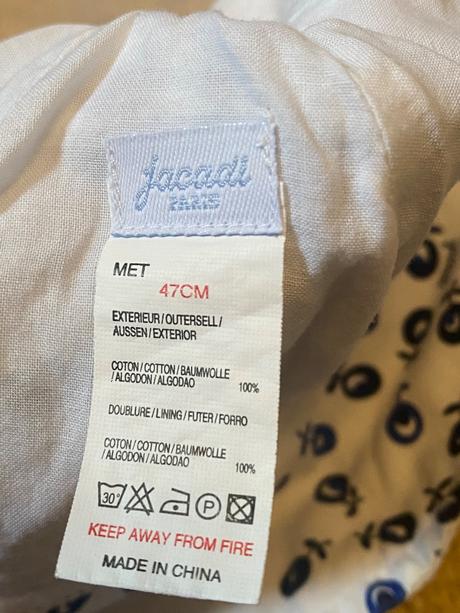 jacadi
PARIS
MET
47CM
EXTERIEUR/OUTERSELL/
AUSSEN/EXTERIOR
COTON/COTTON/BAUMWOLLE
/ALGODON/ALGODAO 100%
DOUBLURE/LINING/FUTER/FORRO
COTON/COTTON/BAUMWOLLE
/ALGODON/ALGODAO 100%
30° P
KEEP AWAY FROM FIRE
MADE IN CHINA